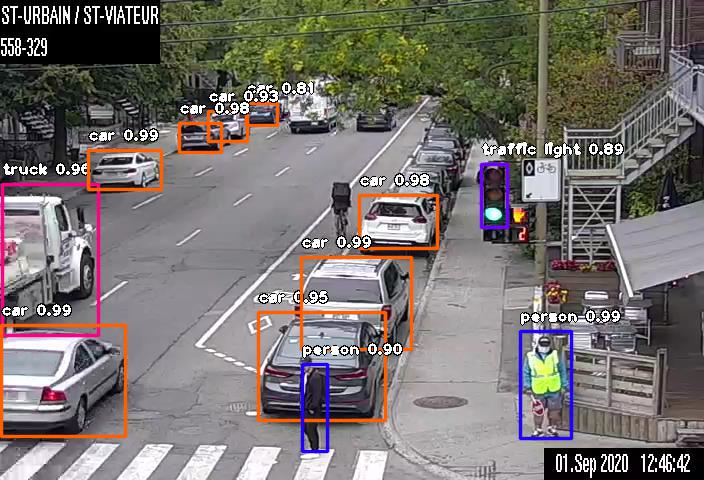 ST-URBAIN / ST-VIATEUR
558-329
car 0.81
car 0.93
car 0.98
car 0.99
traffic light 0.89
truck 0.96
car 0.98
car 0.99
car 0.95
car 0.99
person 0.99
person 0.90
01.Sep 2020 12:46:42